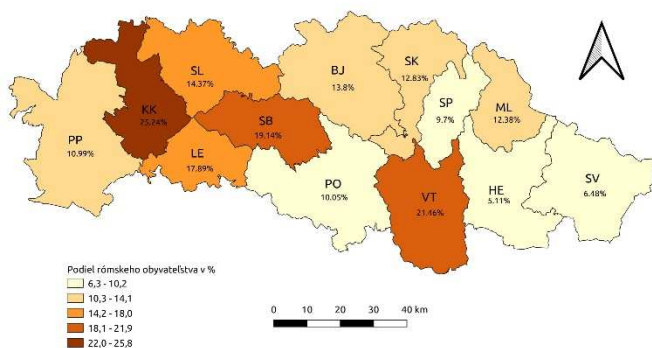 SL
14.37%
BJ
13.8%
SK
12.83%
SP
9.7%
ML
12.38%
KK
25.74%
SB
19.14%
PP
10.99%
LE
17.89%
PO
10.05%
VT
21.46%
HE
5.11%
SV
6.48%
Podiel rómskeho obyvateľstva v %
6,3 - 10,2
10,3 - 14,1
14,2 - 18,0
18,1 - 21,9
22,0 - 25,8
0 10 20 30 40 km